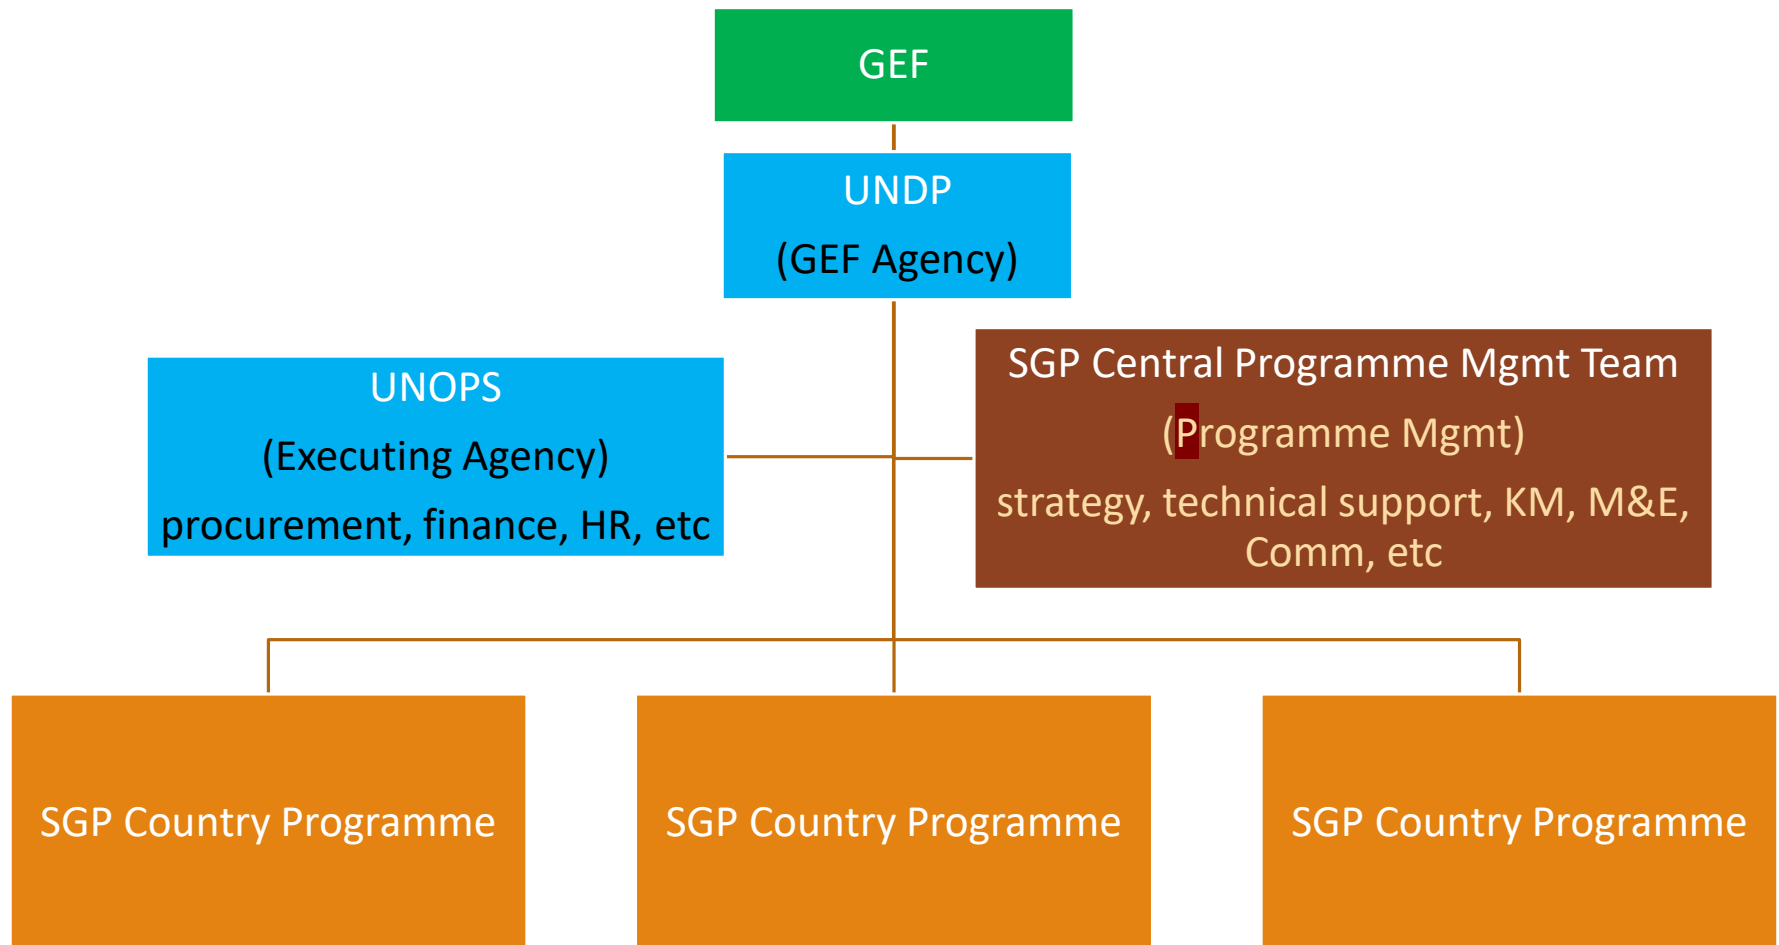 GEF
UNDP
(GEF Agency)
UNOPS
(Executing Agency)
procurement, finance, HR, etc
SGP Central Programme Mgmt Team
(Programme Mgmt)
strategy, technical support, KM, M&E,
Comm, etc
SGP Country Programme
SGP Country Programme
SGP Country Programme